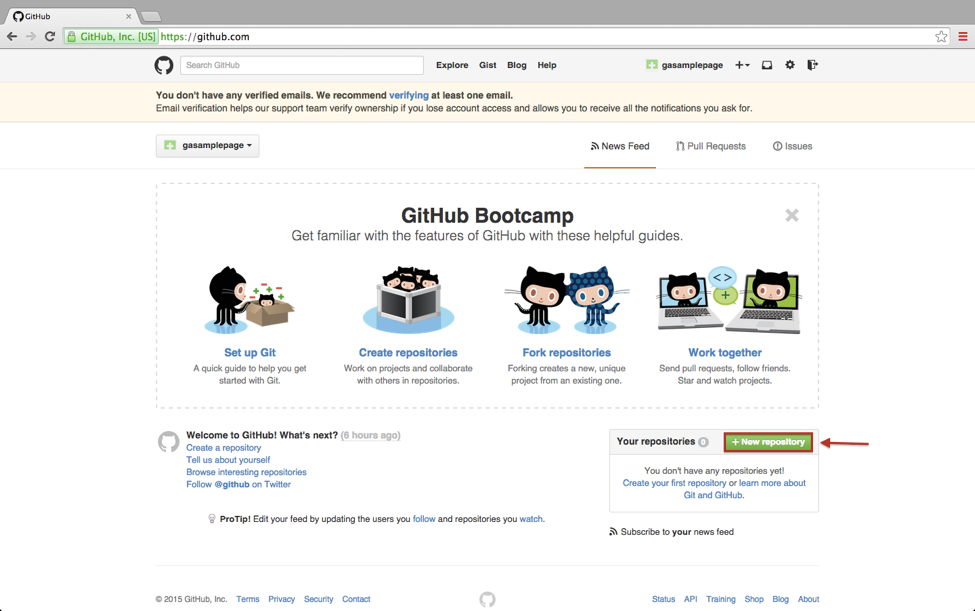 GitHub
GitHub, Inc. [US] https://github.com
Search GitHub Explore Gist Blog Help gasamplepage
You don't have any verified emails. We recommend verifying at least one email.
Email verification helps our support team verify ownership if you lose account access and allows you to receive all the notifications you ask for.
gasamplepage News Feed Pull Requests Issues
GitHub Bootcamp
Get familiar with the features of GitHub with these helpful guides.
Set up Git
A quick guide to help you get
started with Git.
Create repositories
Work on projects and collaborate
with others in repositories.
Fork repositories
Forking creates a new, unique
project from an existing one.
Work together
Send pull requests, follow friends.
Star and watch projects.
Welcome to GitHub! What's next? (6 hours ago)
Create a repository
Tell us about yourself
Browse interesting repositories
Follow @github on Twitter
ProTip! Edit your feed by updating the users you follow and repositories you watch.
Your repositories 0 + New repository
You don't have any repositories yet!
Create your first repository or learn more about
Git and GitHub.
Subscribe to your news feed
© 2015 GitHub, Inc. Terms Privacy Security Contact Status API Training Shop Blog About